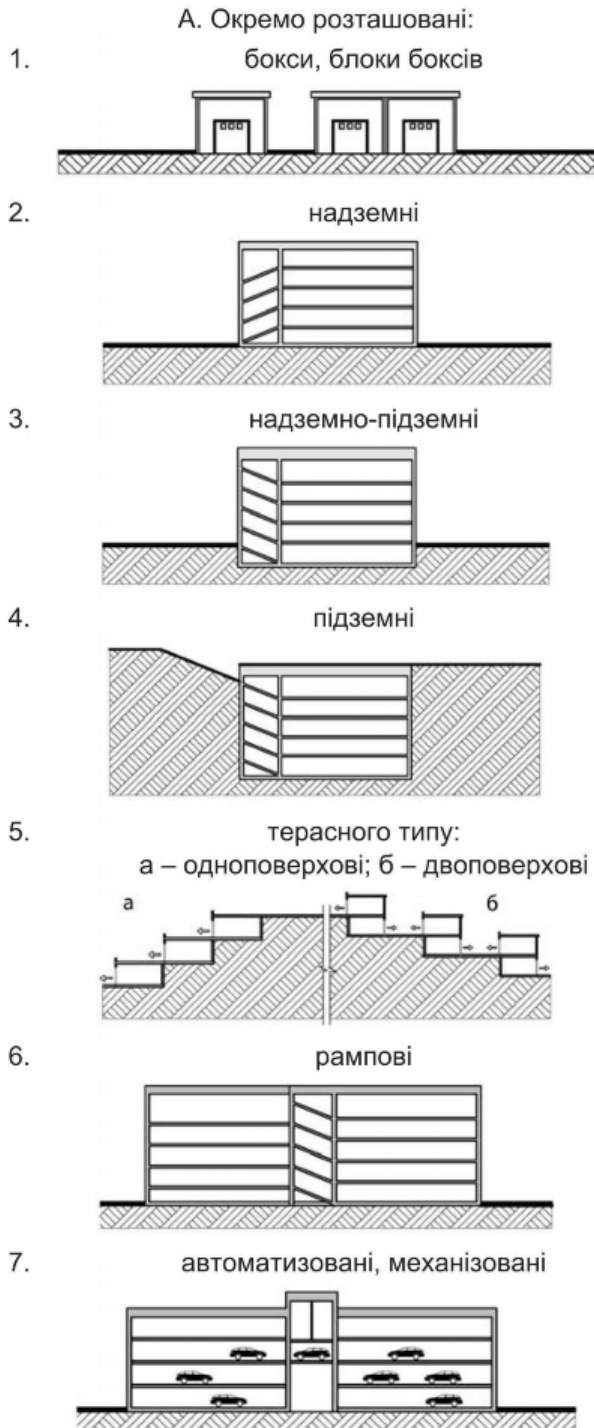 А. Окремо розташовані:
1. бокси, блоки боксів
2. надземні
3. надземно-підземні
4. підземні
5. терасного типу:
а – одноповерхові; б – двоповерхові
а б
6. рампові
7. автоматизовані, механізовані